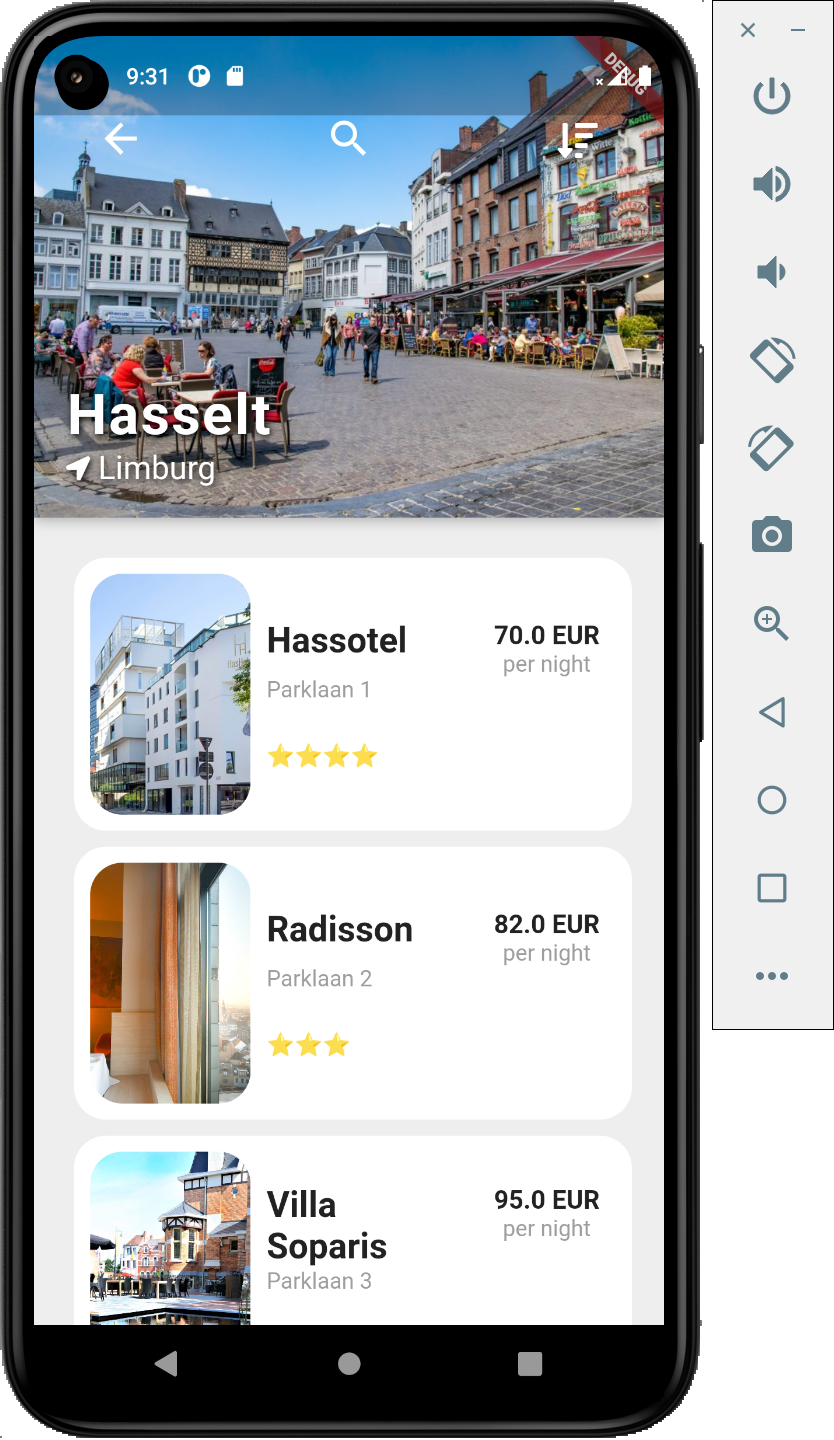 9:31
DEBUG
Hasselt
Limburg
Hassotel
70.0 EUR
per night
Parklaan 1
Radisson
82.0 EUR
per night
Parklaan 2
Villa
Soparis
95.0 EUR
per night
Parklaan 3